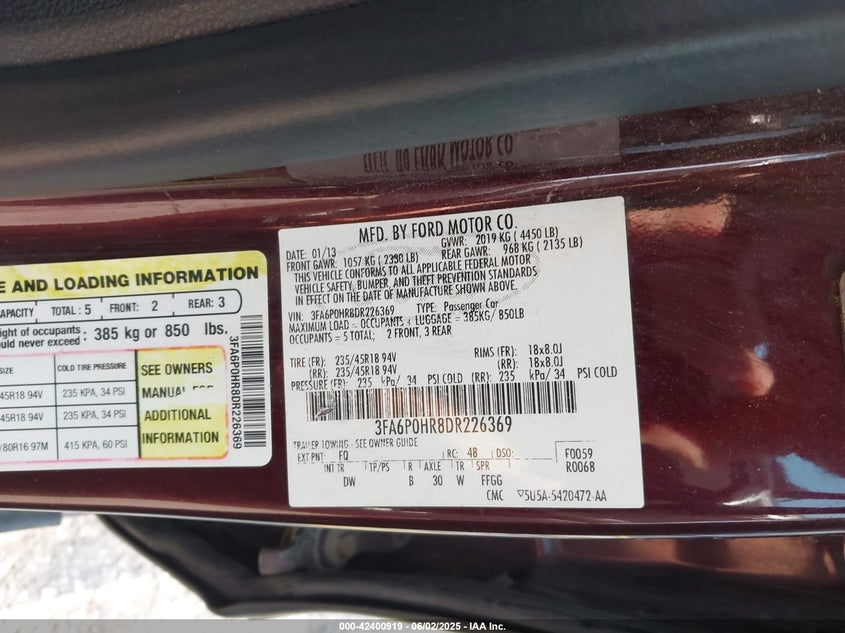 E AND LOADING INFORMATION
CAPACITY TOTAL: 5 FRONT: 2 REAR: 3
ight of occupants
ould never exceed : 385 kg or 850 lbs.
SIZE COLD TIRE PRESSURE SEE OWNERS
45R18 94V 235 KPA, 34 PSI MANUAL FOR
45R18 94V 235 KPA, 34 PSI ADDITIONAL
/80R16 97M 415 KPA, 60 PSI INFORMATION
3FA6P0HR8DR226369
MFD. BY FORD MOTOR CO.
DATE: 01/13 GVWR: 2019 KG ( 4450 LB)
FRONT GAWR: 1057 KG ( 2330 LB) REAR GAWR: 968 KG ( 2135 LB)
THIS VEHICLE CONFORMS TO ALL APPLICABLE FEDERAL MOTOR
VEHICLE SAFETY, BUMPER, AND THEFT PREVENTION STANDARDS
IN EFFECT ON THE DATE OF MANUFACTURE SHOWN ABOVE.
VIN: 3FA6P0HR8DR226369 TYPE: Passenger Car
MAXIMUM LOAD = OCCUPANTS + LUGGAGE = 385KG/ 850LB
OCCUPANTS = 5 TOTAL; 2 FRONT, 3 REAR
TIRE (FR): 235/45R18 94V RIMS (FR): 18x8.0J
(RR): 235/45R18 94V (RR): 18x8.0J
PRESSURE (FR): 235 kPa/ 34 PSI COLD (RR): 235 kPa/ 34 PSI COLD
3FA6P0HR8DR226369
TRAILER TOWING - SEE OWNER GUIDE
EXT PNT: FQ RC: 48 DSO: F0059
R0068
INT TR TP/PS R AXLE TR SPR
DW B 30 W FFGG
CMC 5U5A-5420472-AA
000-42400919 - 06/02/2025 - IAA Inc.